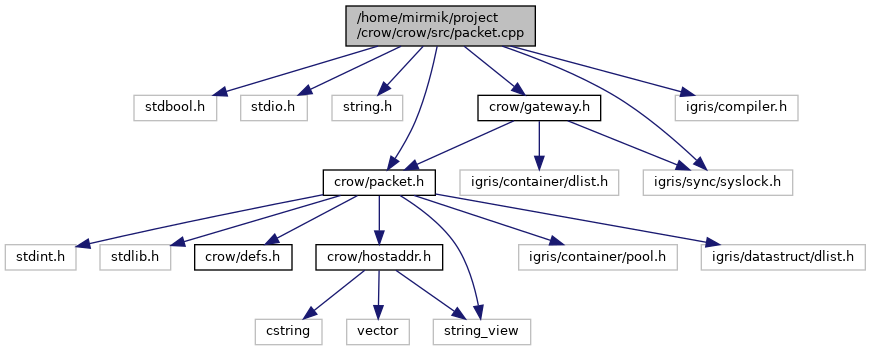 /home/mirmik/project
/crow/crow/src/packet.cpp
stdbool.h
stdio.h
string.h
crow/gateway.h
igris/compiler.h
crow/packet.h
igris/container/dlist.h
igris/sync/syslock.h
stdint.h
stdlib.h
crow/defs.h
crow/hostaddr.h
igris/container/pool.h
igris/datastruct/dlist.h
cstring
vector
string_view